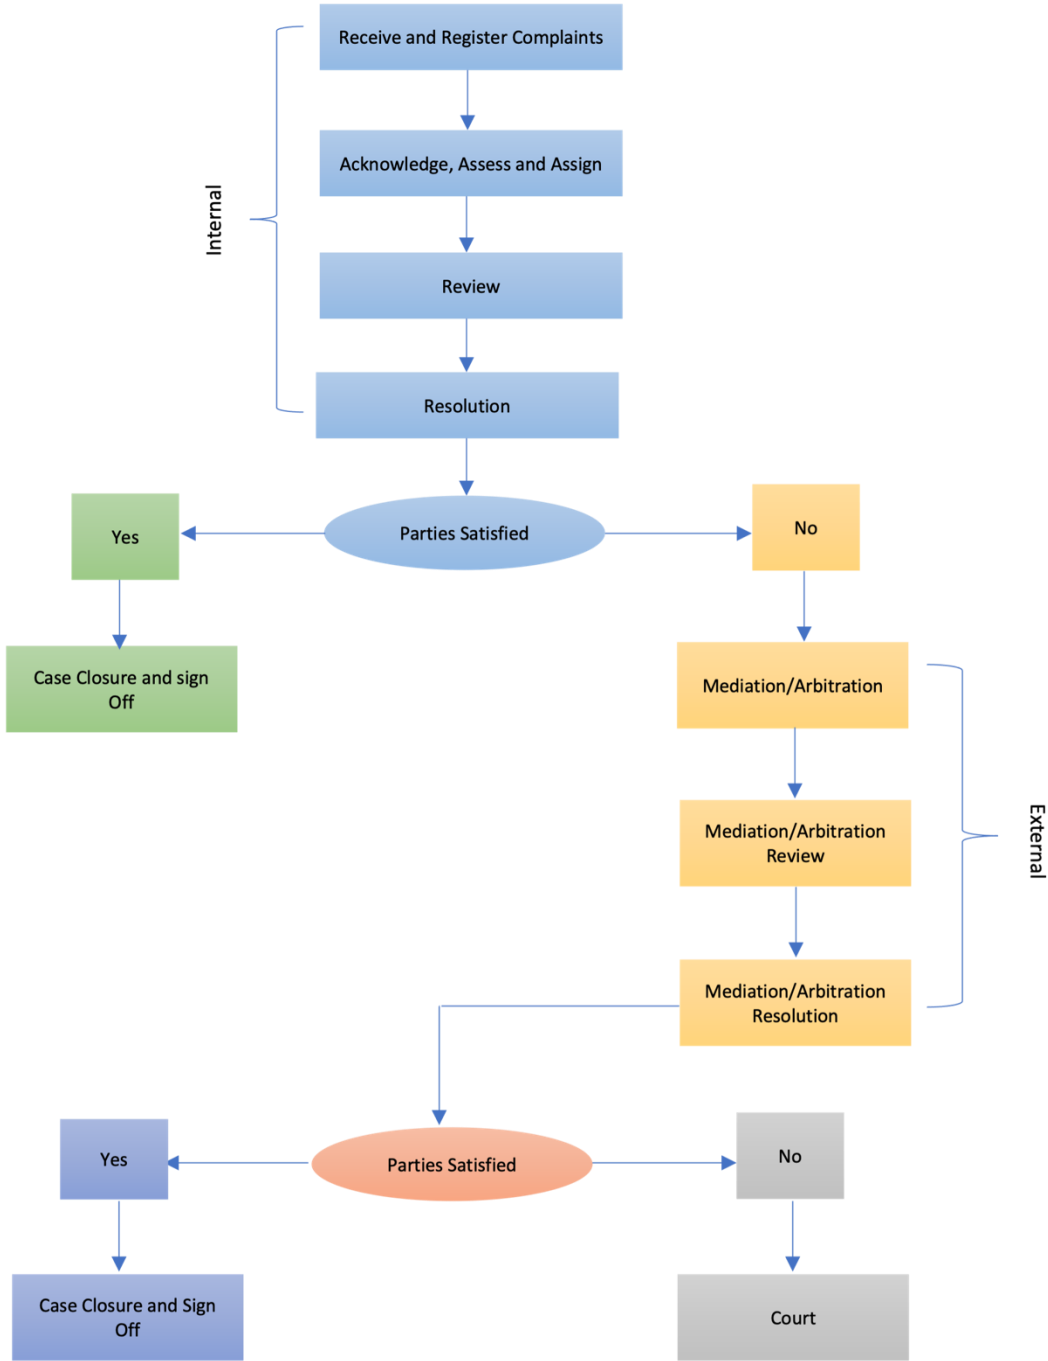 Receive and Register Complaints
Acknowledge, Assess and Assign
Internal
Review
Resolution
Yes
Parties Satisfied
No
Case Closure and sign
Off
Mediation/Arbitration
Mediation/Arbitration
Review
External
Mediation/Arbitration
Resolution
Yes
Parties Satisfied
No
Case Closure and Sign
Off
Court